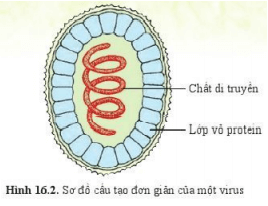 Chất di truyền
Lớp vỏ protein
Hình 16.2. Sơ đồ cấu tạo đơn giản của một virus